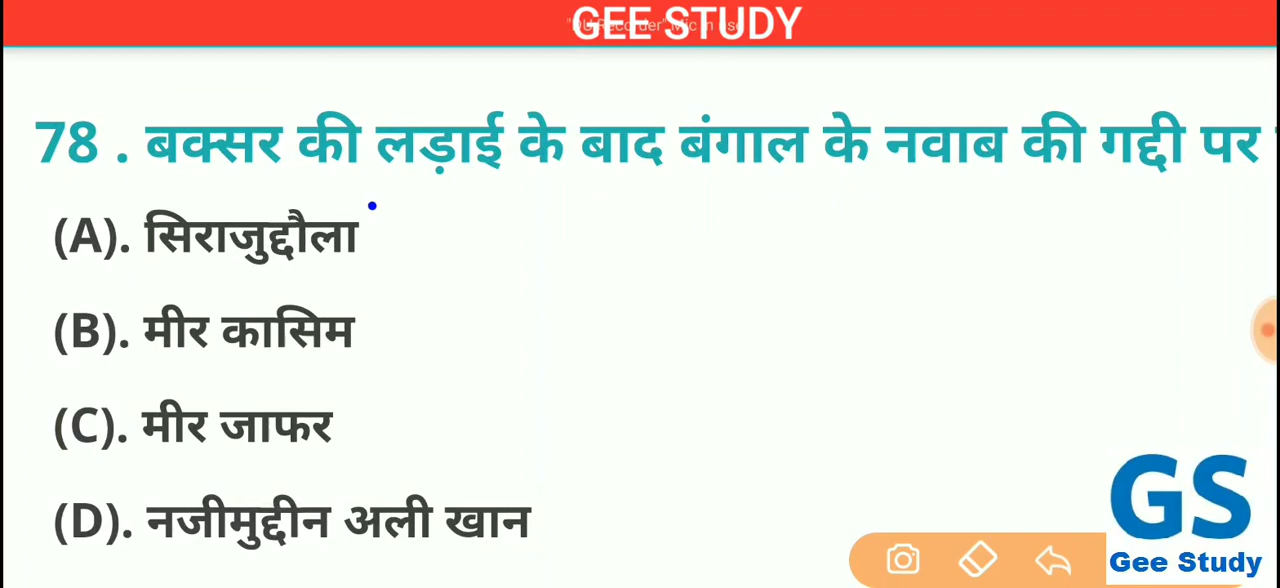 GEE STUDY
78 . बक्सर की लड़ाई के बाद बंगाल के नवाब की गद्दी पर
(A). सिराजुद्दौला
(B). मीर कासिम
(C). मीर जाफर
(D). नजीमुद्दीन अली खान
GS
Gee Study